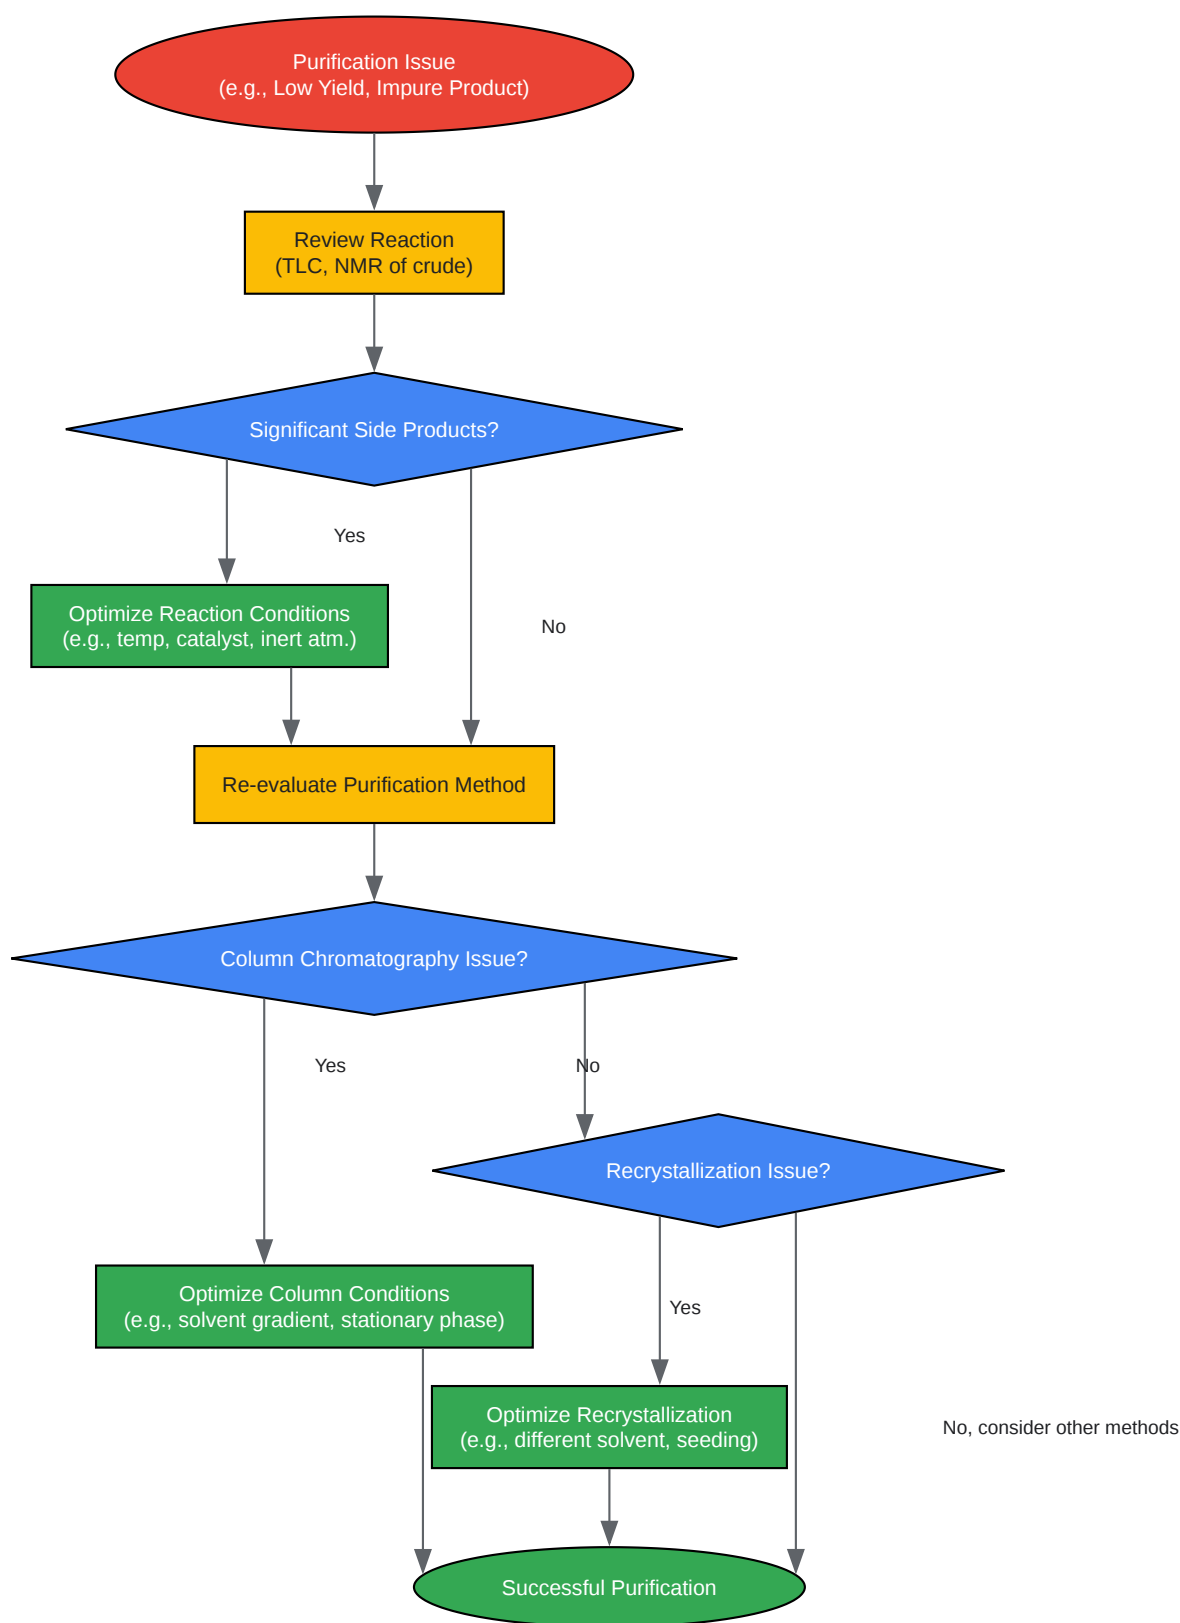 Purification Issue
(e.g., Low Yield, Impure Product)
Review Reaction
(TLC, NMR of crude)
Significant Side Products?
Yes
Optimize Reaction Conditions
(e.g., temp, catalyst, inert atm.)
No
Re-evaluate Purification Method
Column Chromatography Issue?
Yes
No
Recrystallization Issue?
Optimize Column Conditions
(e.g., solvent gradient, stationary phase)
Yes
Optimize Recrystallization
(e.g., different solvent, seeding)
No, consider other methods
Successful Purification